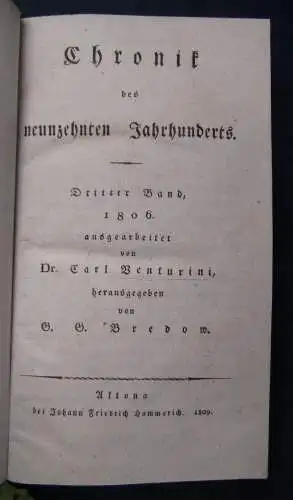 Chronik
des
neunzehnten Jahrhunderts.
Dritter Band,
1806.
ausgearbeitet
von
Dr. Carl Venturini,
herausgegeben
von
G. G. Bredow.
Altona
bei Johann Friedrich Hammerich. 1809.